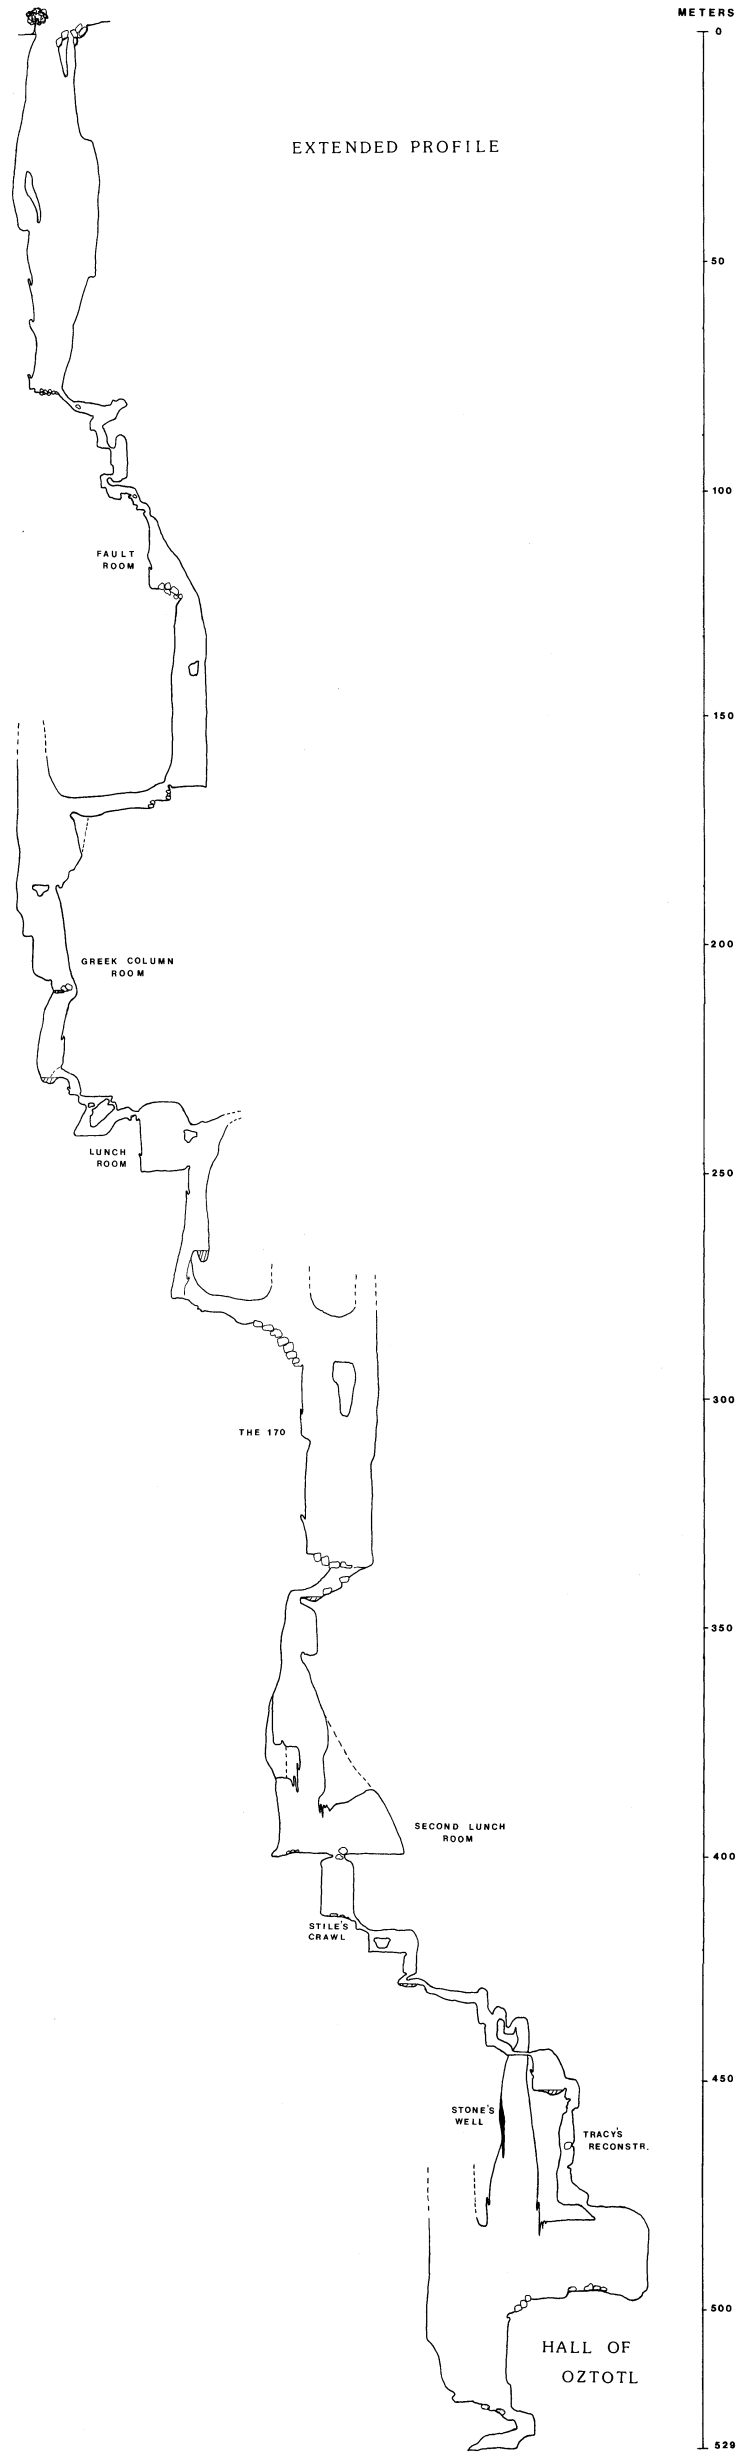 METERS
0
EXTENDED PROFILE
50
100
FAULT
ROOM
150
200
GREEK COLUMN
ROOM
LUNCH
ROOM
250
300
THE 170
350
SECOND LUNCH
ROOM
400
STILE'S
CRAWL
450
STONE'S
WELL
TRACY'S
RECONSTR.
500
HALL OF
OZTOTL
529